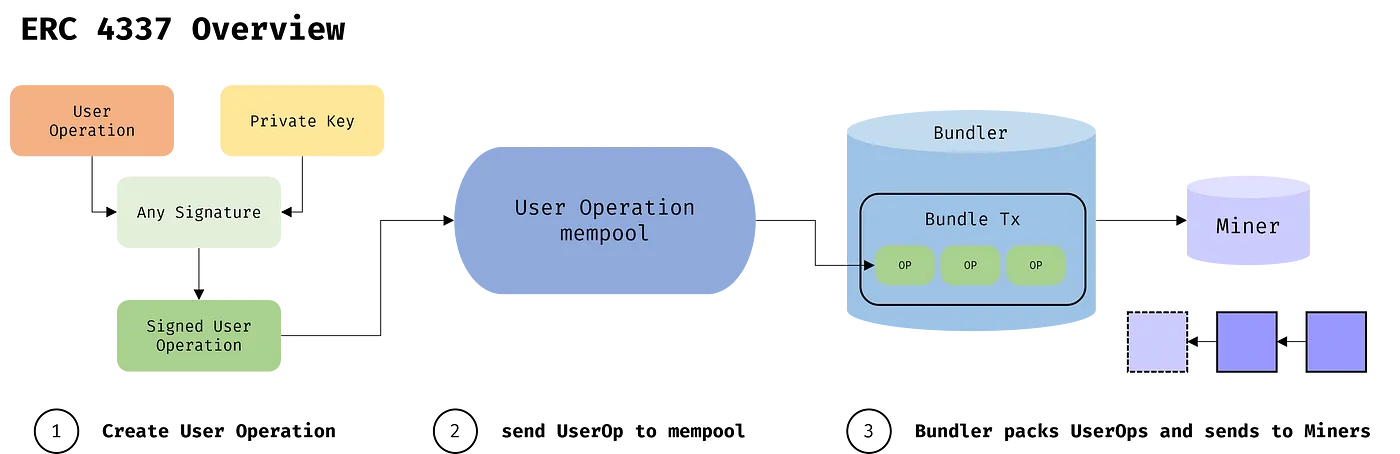 ERC 4337 Overview
User
Operation
Private Key
Any Signature
Signed User
Operation
User Operation
mempool
Bundler
Bundle Tx
OP
OP
OP
Miner
1
Create User Operation
2
send UserOp to mempool
3
Bundler packs UserOps and sends to Miners